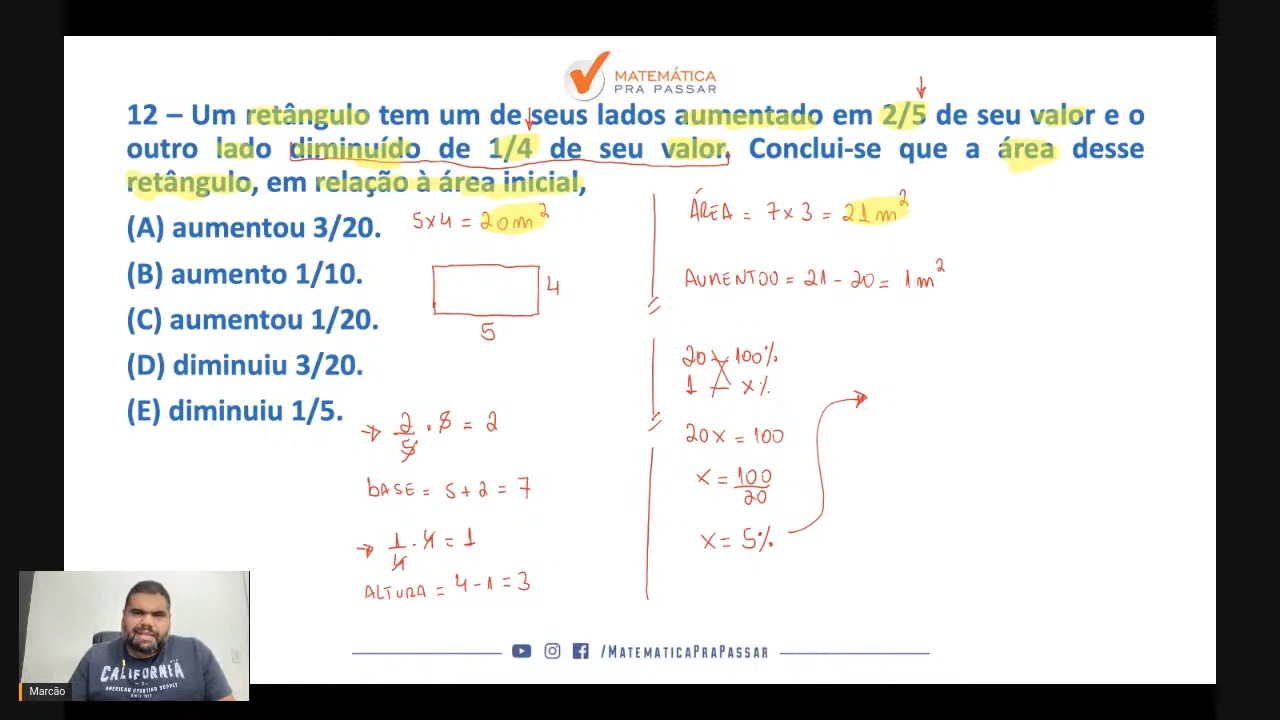 MATEMÁTICA
PRA PASSAR
12 – Um retângulo tem um de seus lados aumentado em 2/5 de seu valor e o
outro lado diminuído de 1/4 de seu valor. Conclui-se que a área desse
retângulo, em relação à área inicial,
(A) aumentou 3/20.
(B) aumento 1/10.
(C) aumentou 1/20.
(D) diminuiu 3/20.
(E) diminuiu 1/5.
5x4 = 20m²
4
5
2/5 . 5 = 2
BASE = 5+2 = 7
1/4 . 4 = 1
ALTURA = 4-1 = 3
ÁREA = 7x3 = 21m²
AUMENTOU = 21 - 20 = 1m²
20 100%
1 x%
20x = 100
x = 100/20
x = 5%
CALIFORNIA
Marcão
/MATEMATICAPRAPASSAR